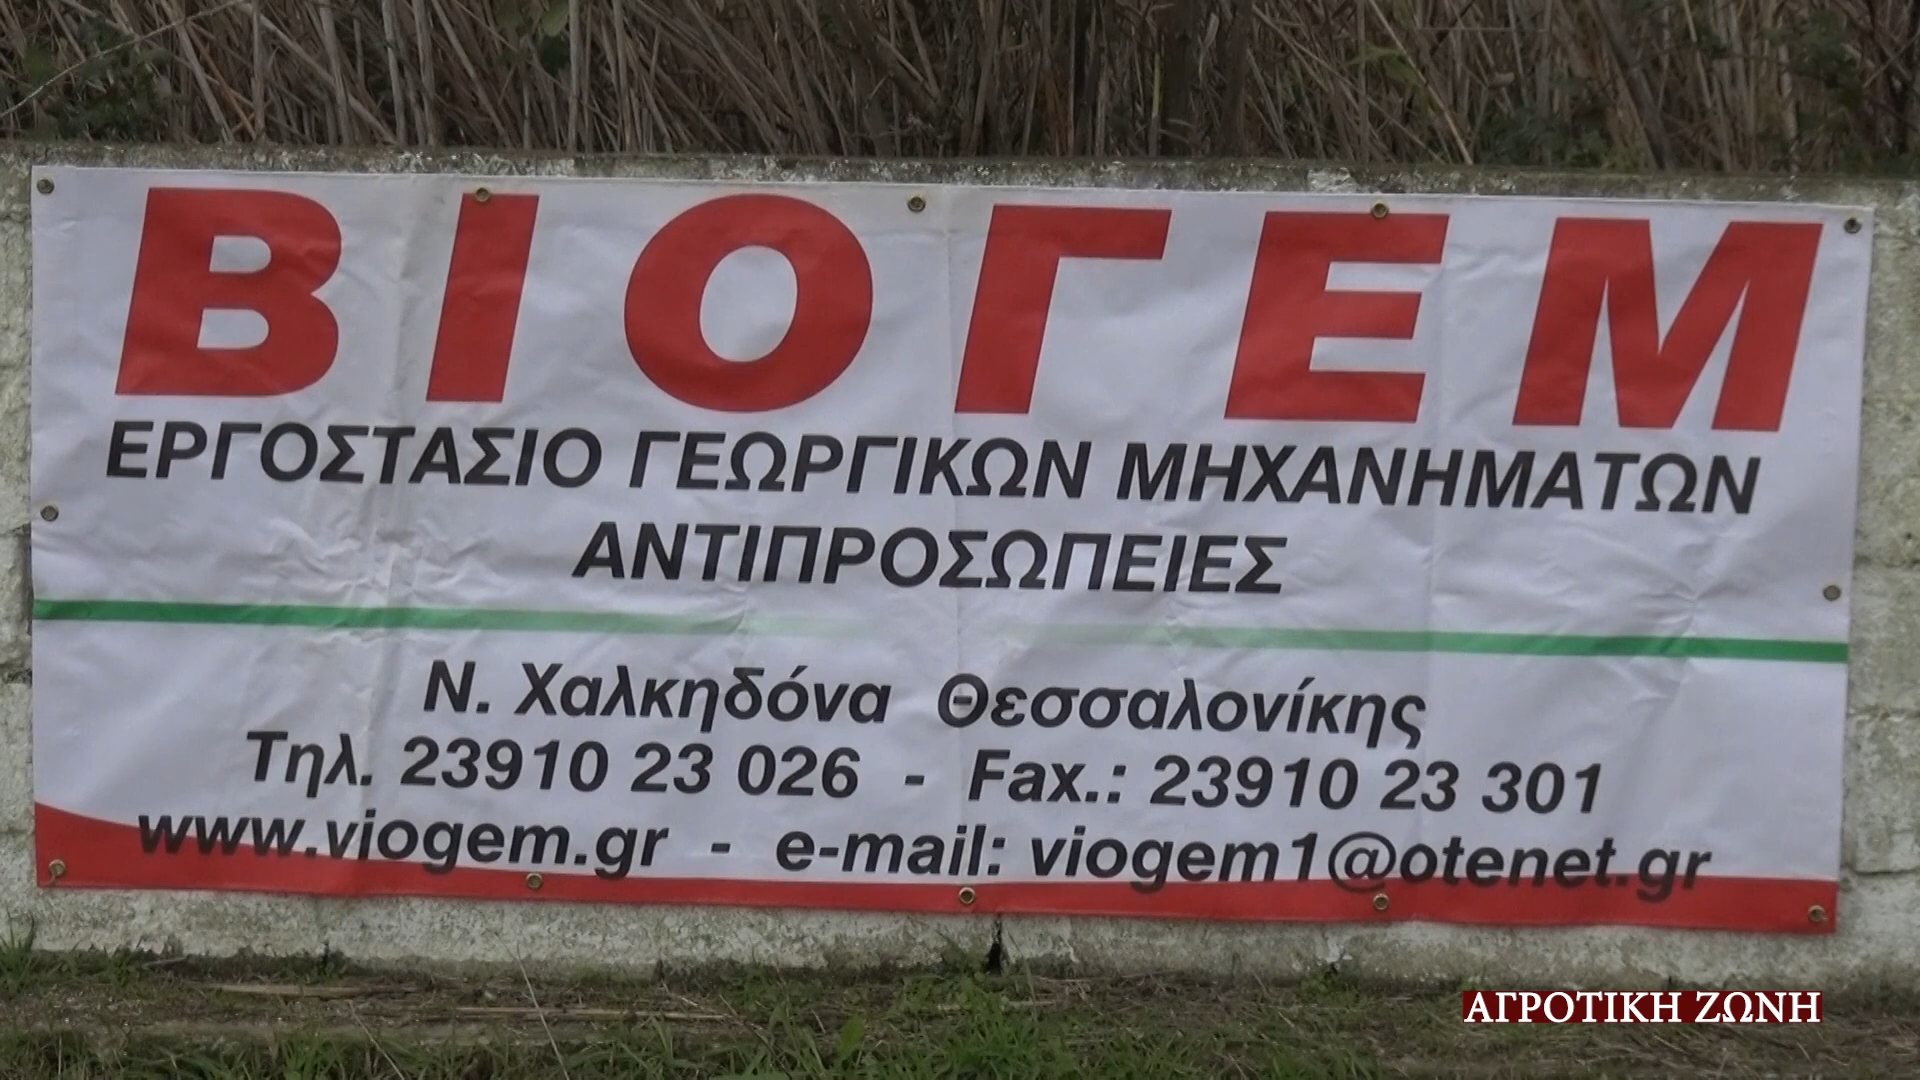 ΒΙΟΓΕΜ
ΕΡΓΟΣΤΑΣΙΟ ΓΕΩΡΓΙΚΩΝ ΜΗΧΑΝΗΜΑΤΩΝ
ΑΝΤΙΠΡΟΣΩΠΕΙΕΣ
Ν. Χαλκηδόνα Θεσσαλονίκης
Τηλ. 23910 23 026 - Fax.: 23910 23 301
www.viogem.gr - e-mail: viogem1@otenet.gr
ΑΓΡΟΤΙΚΗ ΖΩΝΗ